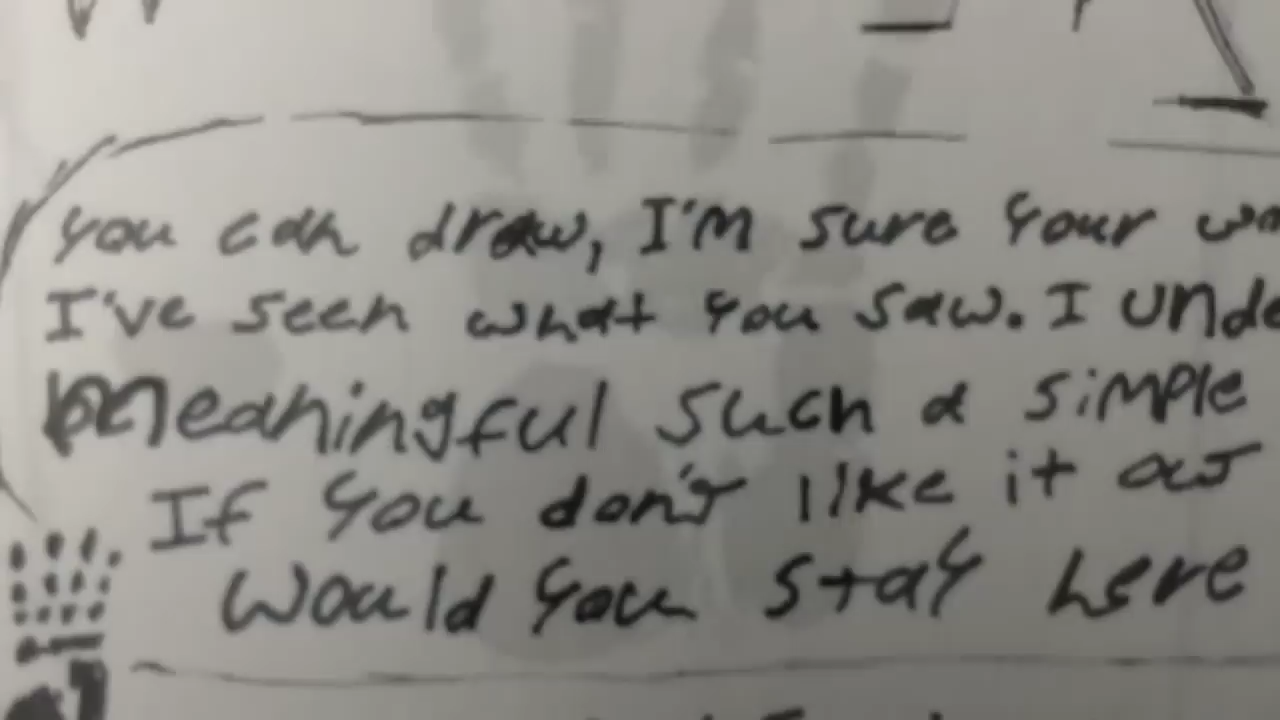 you can draw, I'm sure your
I've seen what you saw. I
meaningful such a simple
If you don't like it at
would you stay here